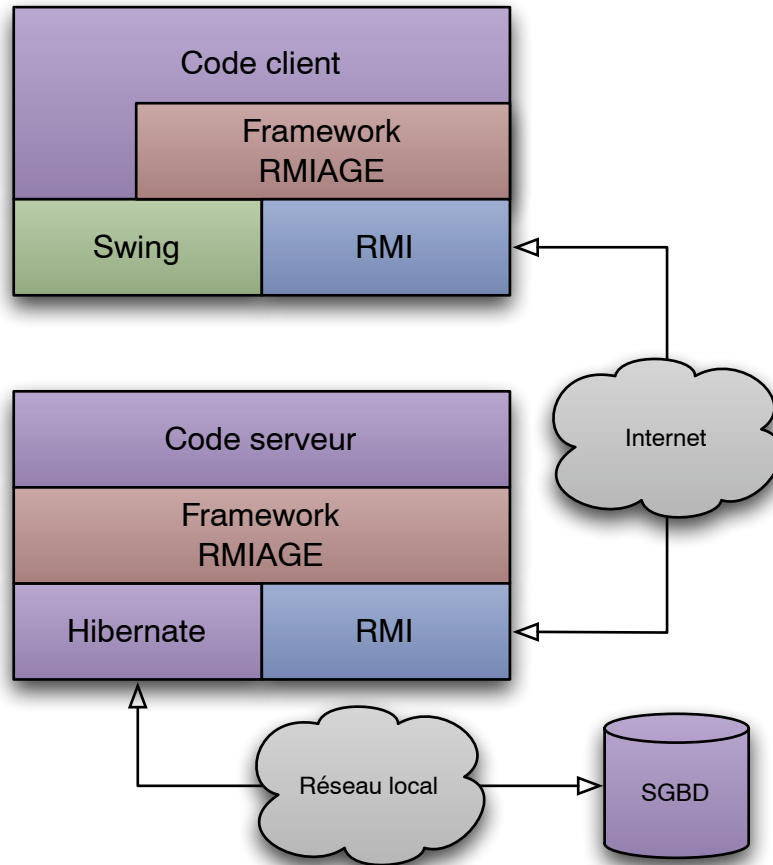 Code client
Framework
RMIAGE
Swing
RMI
Internet
Code serveur
Framework
RMIAGE
Hibernate
RMI
Réseau local
SGBD